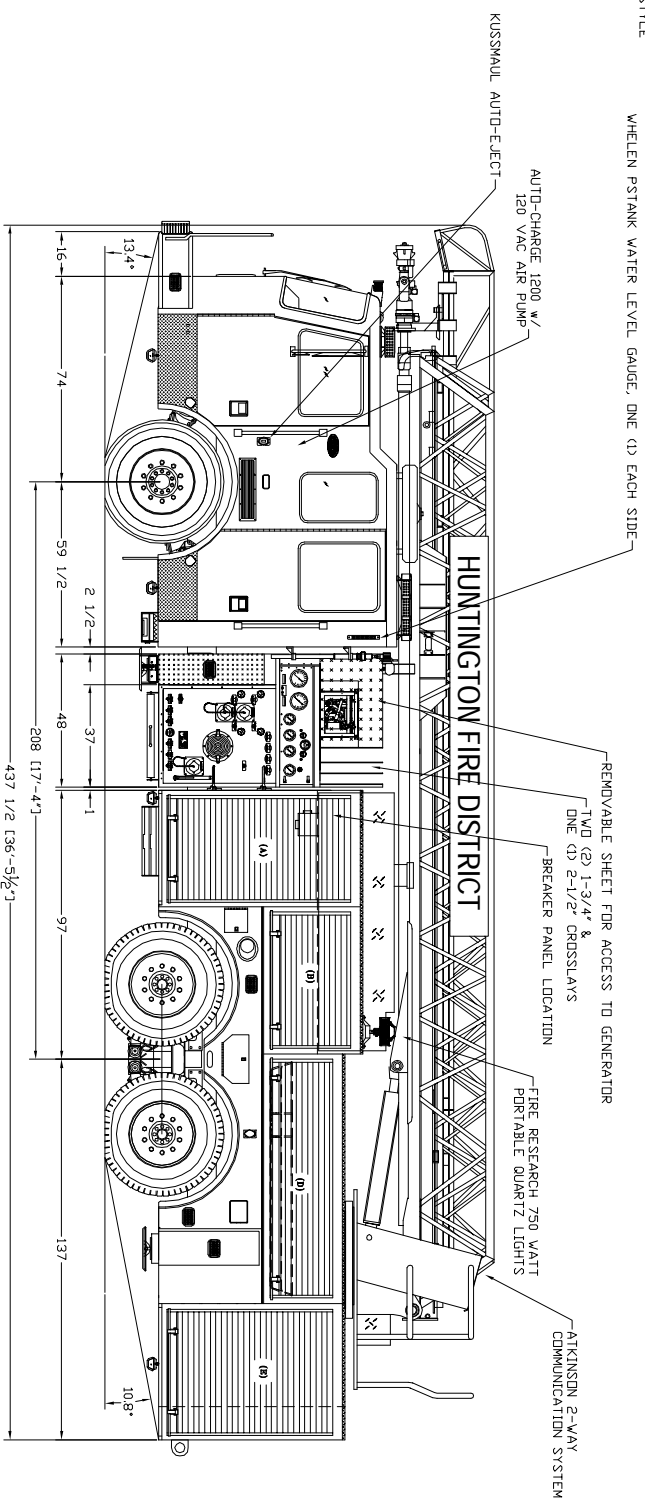 STYLE
WHELEN PSTANK WATER LEVEL GAUGE, ONE (1) EACH SIDE
KUSSMAUL AUTO-EJECT
AUTO-CHARGE 1200 w/
120 VAC AIR PUMP
REMOVABLE SHEET FOR ACCESS TO GENERATOR
TWO (2) 1-3/4" &
ONE (1) 2-1/2" CROSSLAYS
BREAKER PANEL LOCATION
FIRE RESEARCH 750 WATT
PORTABLE QUARTZ LIGHTS
ATKINSON 2-WAY
COMMUNICATION SYSTEM
HUNTINGTON FIRE DISTRICT
(A)
(B)
(D)
(E)
13.4°
10.8°
16
74
59 1/2
2 1/2
48
37
1
97
137
208 [17'-4"]
437 1/2 [36'-5½"]